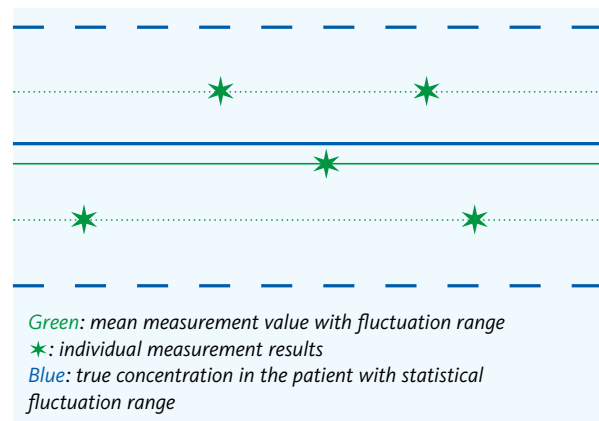 Green: mean measurement value with fluctuation range
✶: individual measurement results
Blue: true concentration in the patient with statistical
fluctuation range